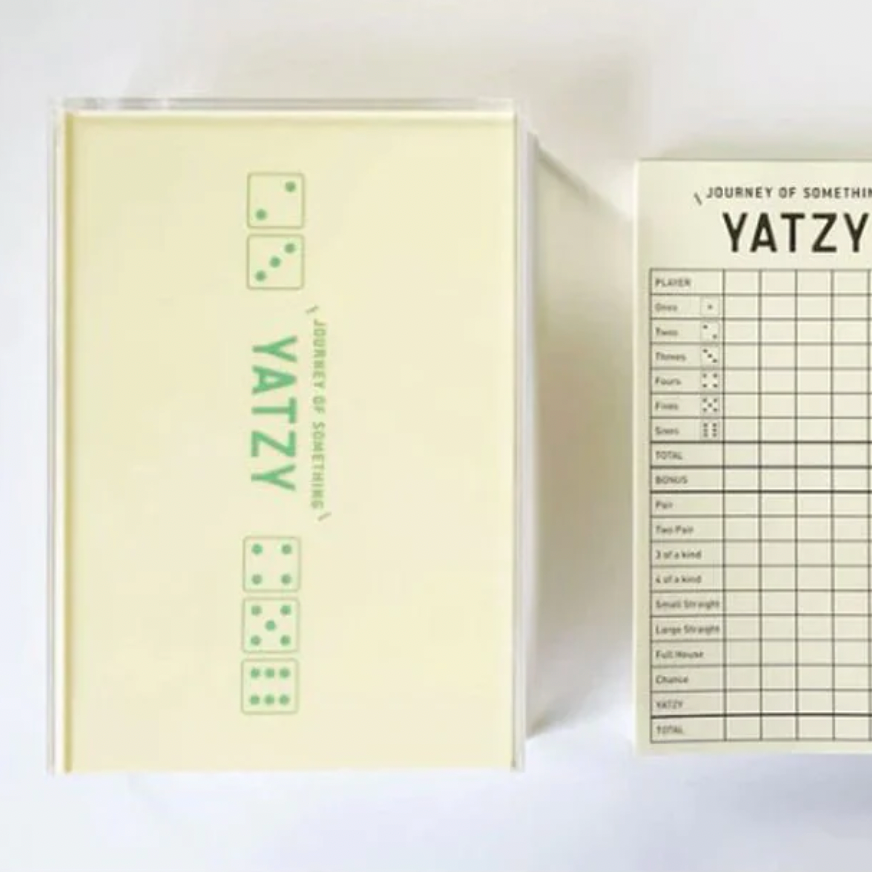 JOURNEY OF SOMETHING
YATZY
JOURNEY OF SOMETHIN
YATZY
PLAYER
Ones
Twos
Threes
Fours
Fives
Sixes
TOTAL
BONUS
Pair
Two Pair
3 of a kind
4 of a kind
Small Straight
Large Straight
Full House
Chance
YATZY
TOTAL